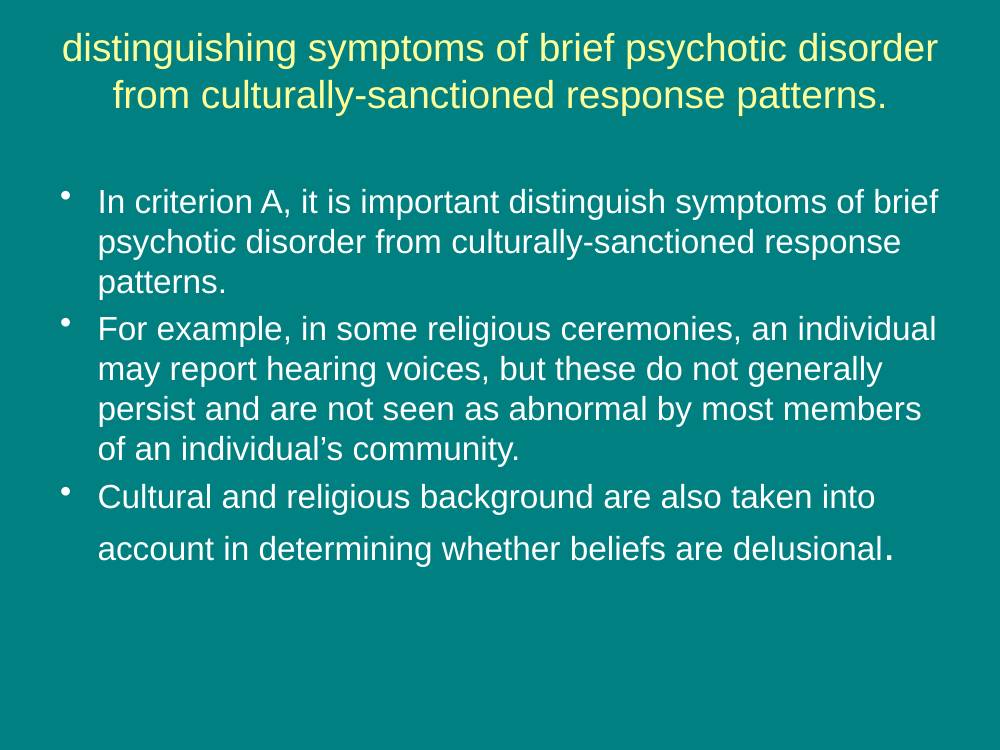 distinguishing symptoms of brief psychotic disorder
from culturally-sanctioned response patterns.
• In criterion A, it is important distinguish symptoms of brief
psychotic disorder from culturally-sanctioned response
patterns.
• For example, in some religious ceremonies, an individual
may report hearing voices, but these do not generally
persist and are not seen as abnormal by most members
of an individual’s community.
• Cultural and religious background are also taken into
account in determining whether beliefs are delusional.